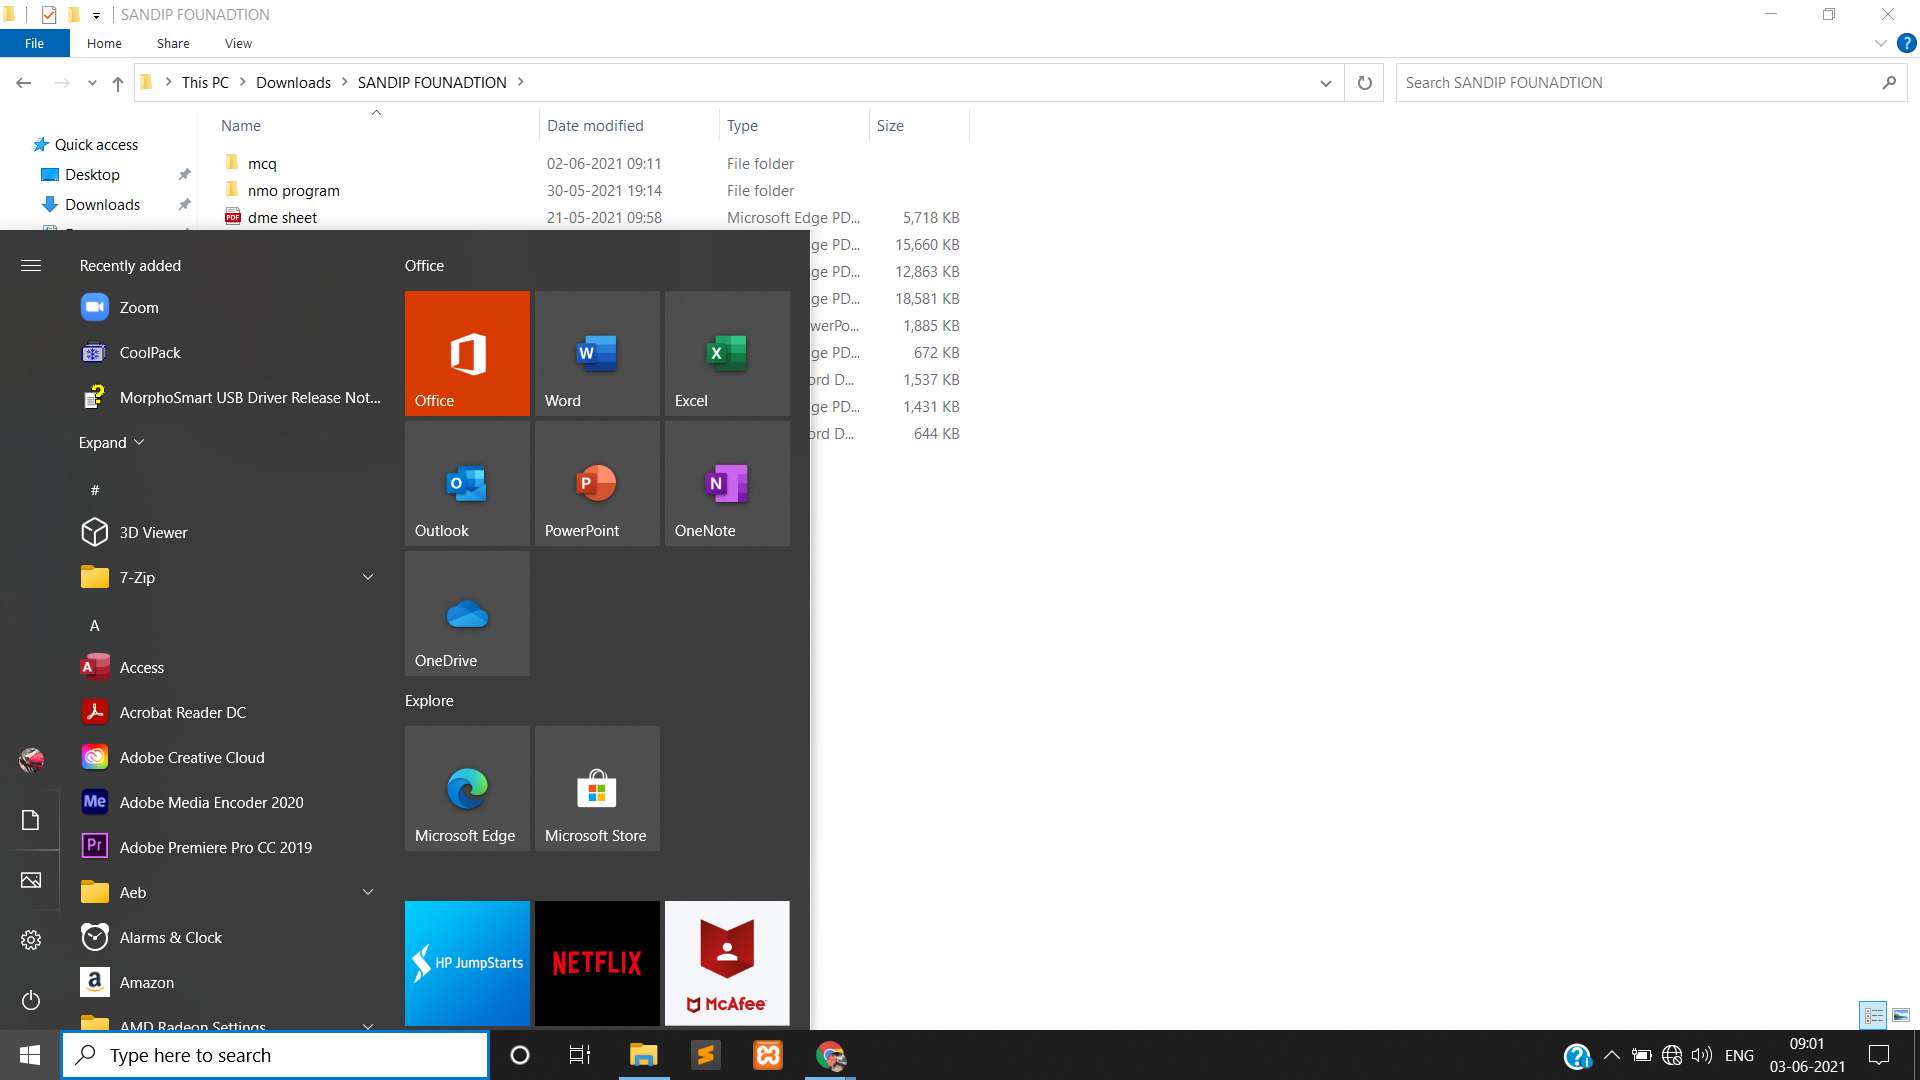 SANDIP FOUNADTION
File Home Share View
This PC Downloads SANDIP FOUNADTION
Search SANDIP FOUNADTION
Name Date modified Type Size
Quick access
Desktop
Downloads
mcq 02-06-2021 09:11 File folder
nmo program 30-05-2021 19:14 File folder
dme sheet 21-05-2021 09:58 Microsoft Edge PD... 5,718 KB
ge PD... 15,660 KB
ge PD... 12,863 KB
ge PD... 18,581 KB
werPo... 1,885 KB
ge PD... 672 KB
ord D... 1,537 KB
ge PD... 1,431 KB
ord D... 644 KB
Recently added
Zoom
CoolPack
MorphoSmart USB Driver Release Not...
Expand
#
3D Viewer
7-Zip
A
Access
Acrobat Reader DC
Adobe Creative Cloud
Adobe Media Encoder 2020
Adobe Premiere Pro CC 2019
Aeb
Alarms & Clock
Amazon
AMD Radeon Settings
Office
Office Word Excel
Outlook PowerPoint OneNote
OneDrive
Explore
Microsoft Edge Microsoft Store
HP JumpStarts NETFLIX McAfee
Type here to search
ENG
09:01
03-06-2021